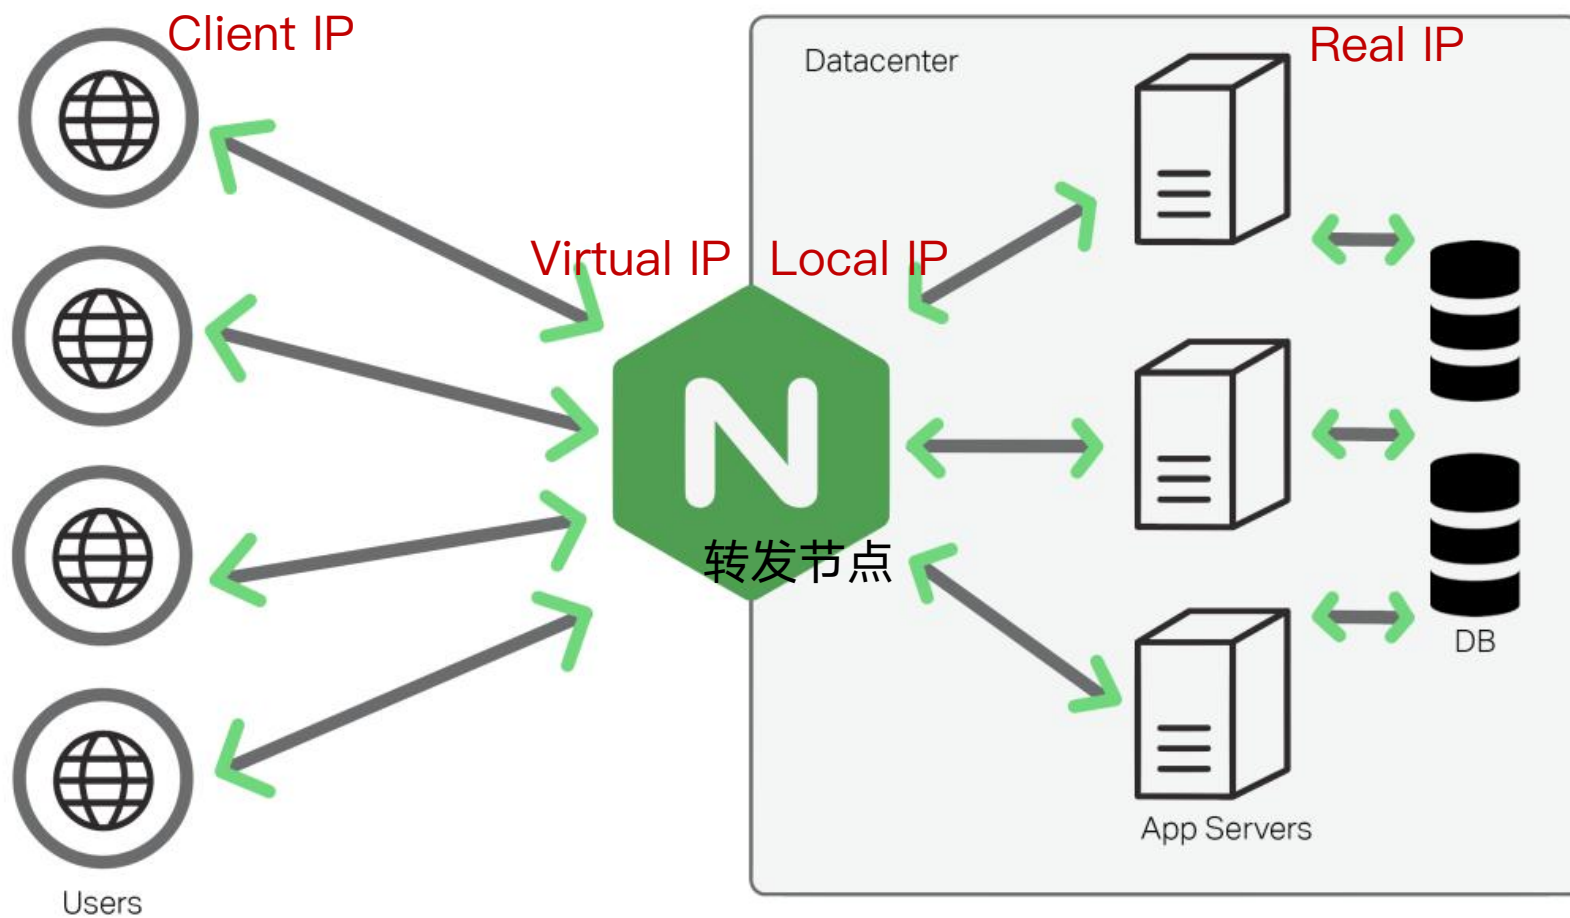 Client IP
Datacenter
Real IP
Virtual IP
Local IP
N
转发节点
DB
App Servers
Users